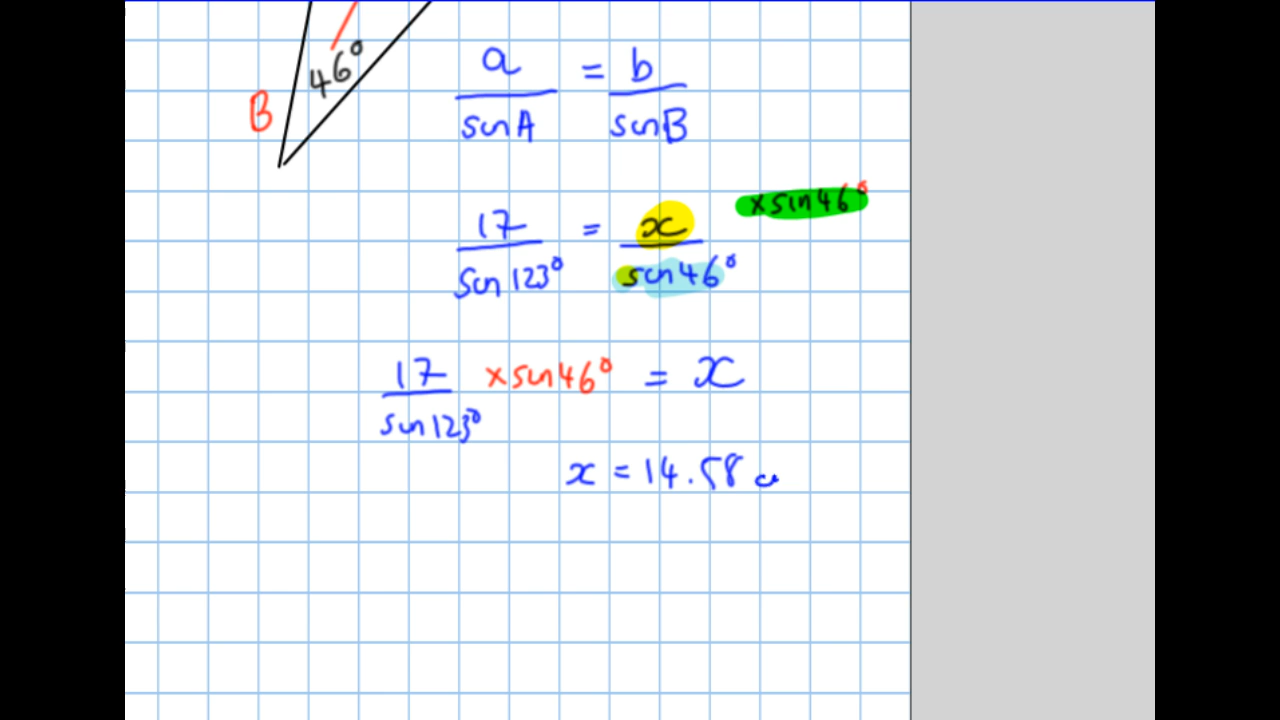 46°
B
a/sinA = b/sinB
×sin46°
17/sin123° = x/sin46°
17/sin123° ×sin46° = x
x = 14.58